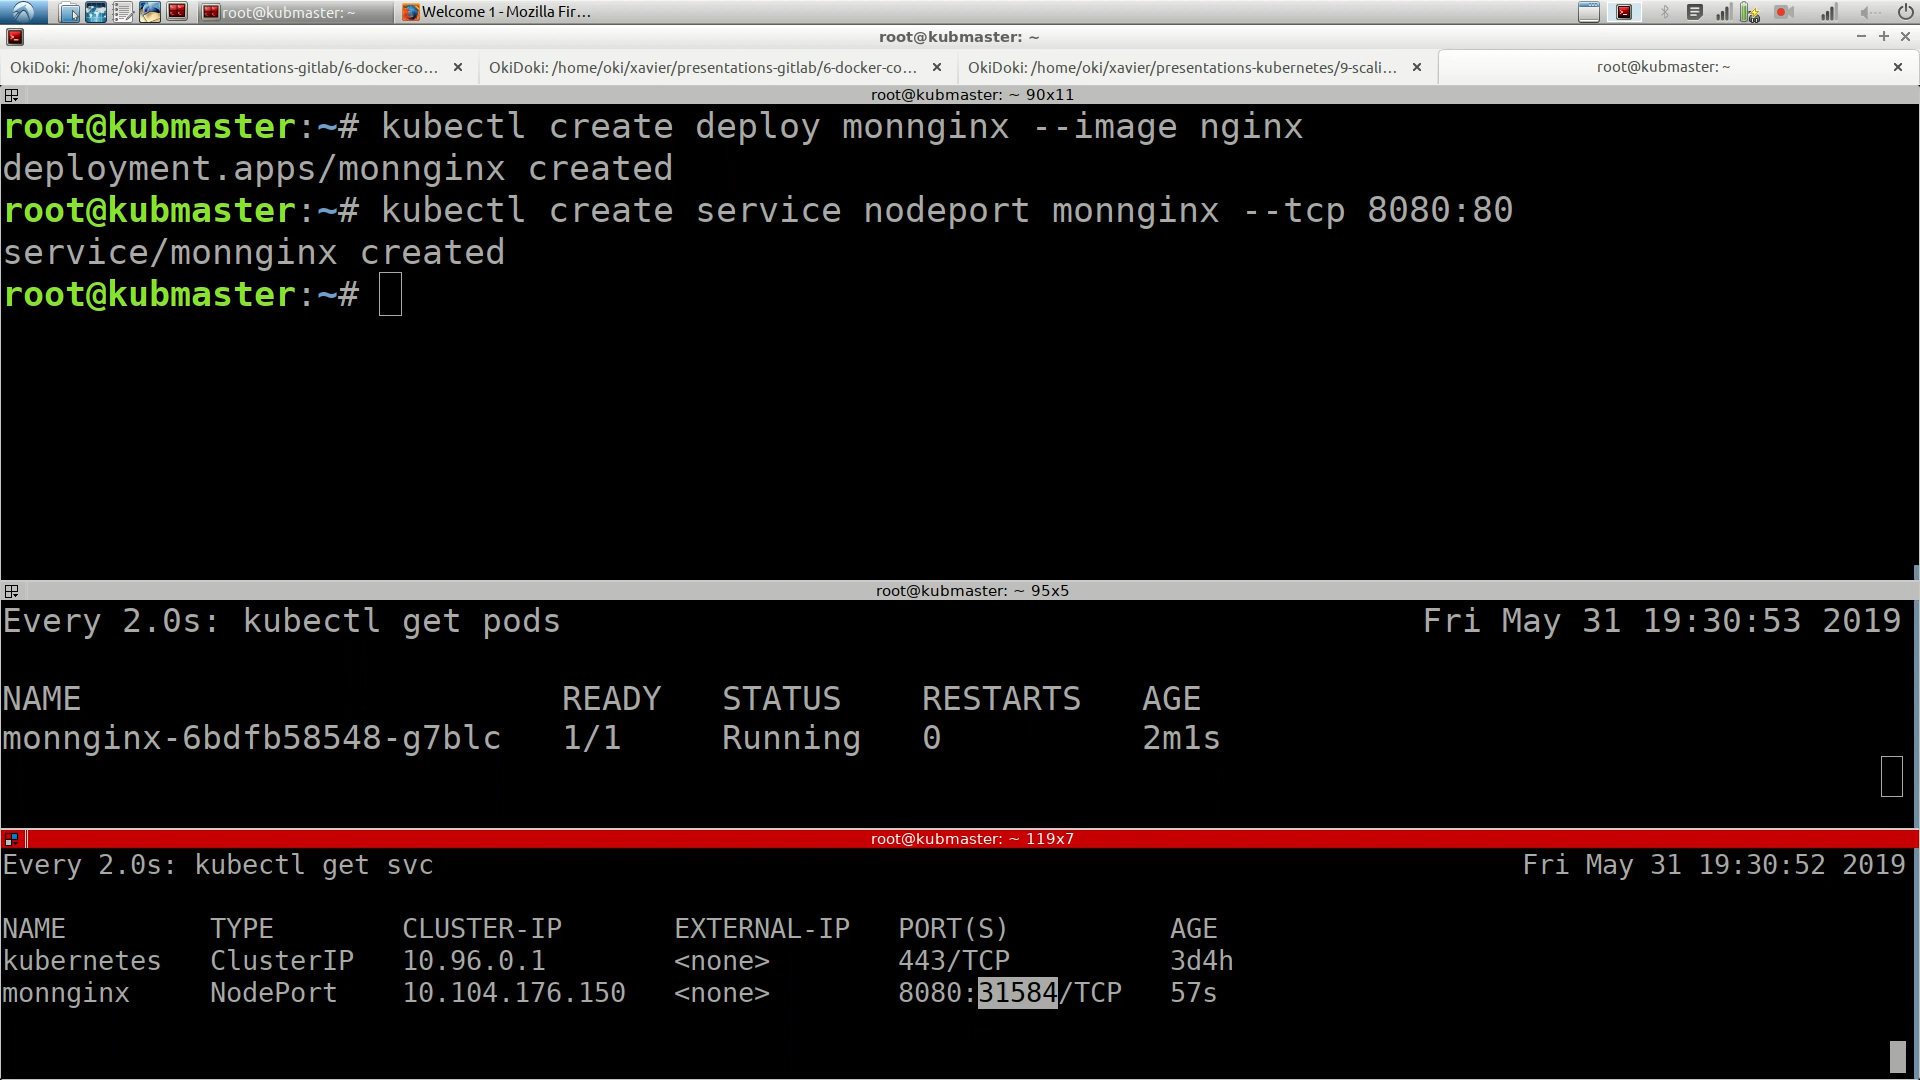 root@kubmaster: ~
Welcome 1 - Mozilla Fir...
root@kubmaster: ~
OkiDoki: /home/oki/xavier/presentations-gitlab/6-docker-co...
OkiDoki: /home/oki/xavier/presentations-gitlab/6-docker-co...
OkiDoki: /home/oki/xavier/presentations-kubernetes/9-scali...
root@kubmaster: ~
root@kubmaster: ~ 90x11
root@kubmaster:~# kubectl create deploy monnginx --image nginx
deployment.apps/monnginx created
root@kubmaster:~# kubectl create service nodeport monnginx --tcp 8080:80
service/monnginx created
root@kubmaster:~#
root@kubmaster: ~ 95x5
Every 2.0s: kubectl get pods Fri May 31 19:30:53 2019
NAME READY STATUS RESTARTS AGE
monnginx-6bdfb58548-g7blc 1/1 Running 0 2m1s
root@kubmaster: ~ 119x7
Every 2.0s: kubectl get svc Fri May 31 19:30:52 2019
NAME TYPE CLUSTER-IP EXTERNAL-IP PORT(S) AGE
kubernetes ClusterIP 10.96.0.1 <none> 443/TCP 3d4h
monnginx NodePort 10.104.176.150 <none> 8080:31584/TCP 57s